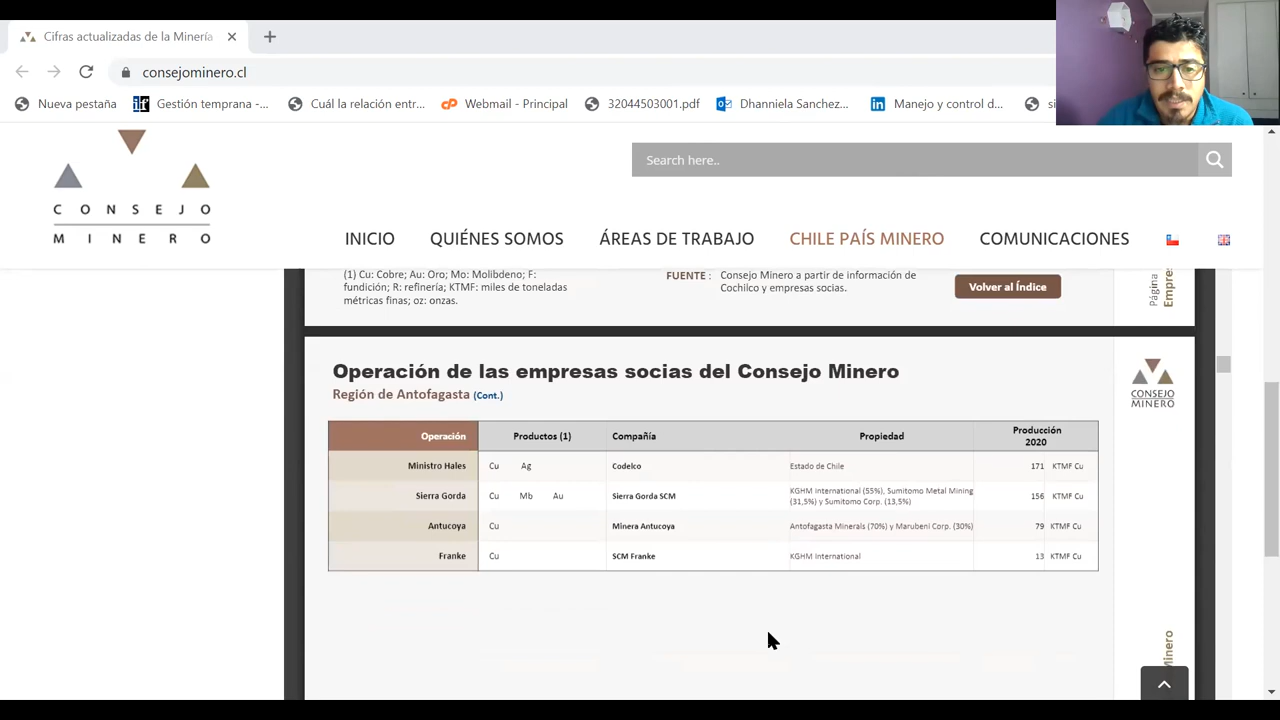 Cifras actualizadas de la Minería
consejominero.cl
Nueva pestaña
Gestión temprana -...
Cuál la relación entr...
Webmail - Principal
32044503001.pdf
Dhanniela Sanchez...
Manejo y control d...
CONSEJO
MINERO
Search here..
INICIO
QUIÉNES SOMOS
ÁREAS DE TRABAJO
CHILE PAÍS MINERO
COMUNICACIONES
(1) Cu: Cobre; Au: Oro; Mo: Molibdeno; F:
fundición; R: refinería; KTMF: miles de toneladas
métricas finas; oz: onzas.
FUENTE : Consejo Minero a partir de información de
Cochilco y empresas socias.
Volver al Índice
Página
Operación de las empresas socias del Consejo Minero
Región de Antofagasta (Cont.)
CONSEJO
MINERO
Operación Productos (1) Compañía Propiedad Producción
2020
Ministro Hales Cu Ag Codelco Estado de Chile 171 KTMF Cu
Sierra Gorda Cu Mb Au Sierra Gorda SCM KGHM international (55%), Sumitomo Metal Mining
(31,5%) y Sumitomo Corp. (13,5%) 156 KTMF Cu
Antucoya Cu Minera Antucoya Antofagasta Minerals (70%) y Marubeni Corp. (30%) 79 KTMF Cu
Franke Cu SCM Franke KGHM International 13 KTMF Cu